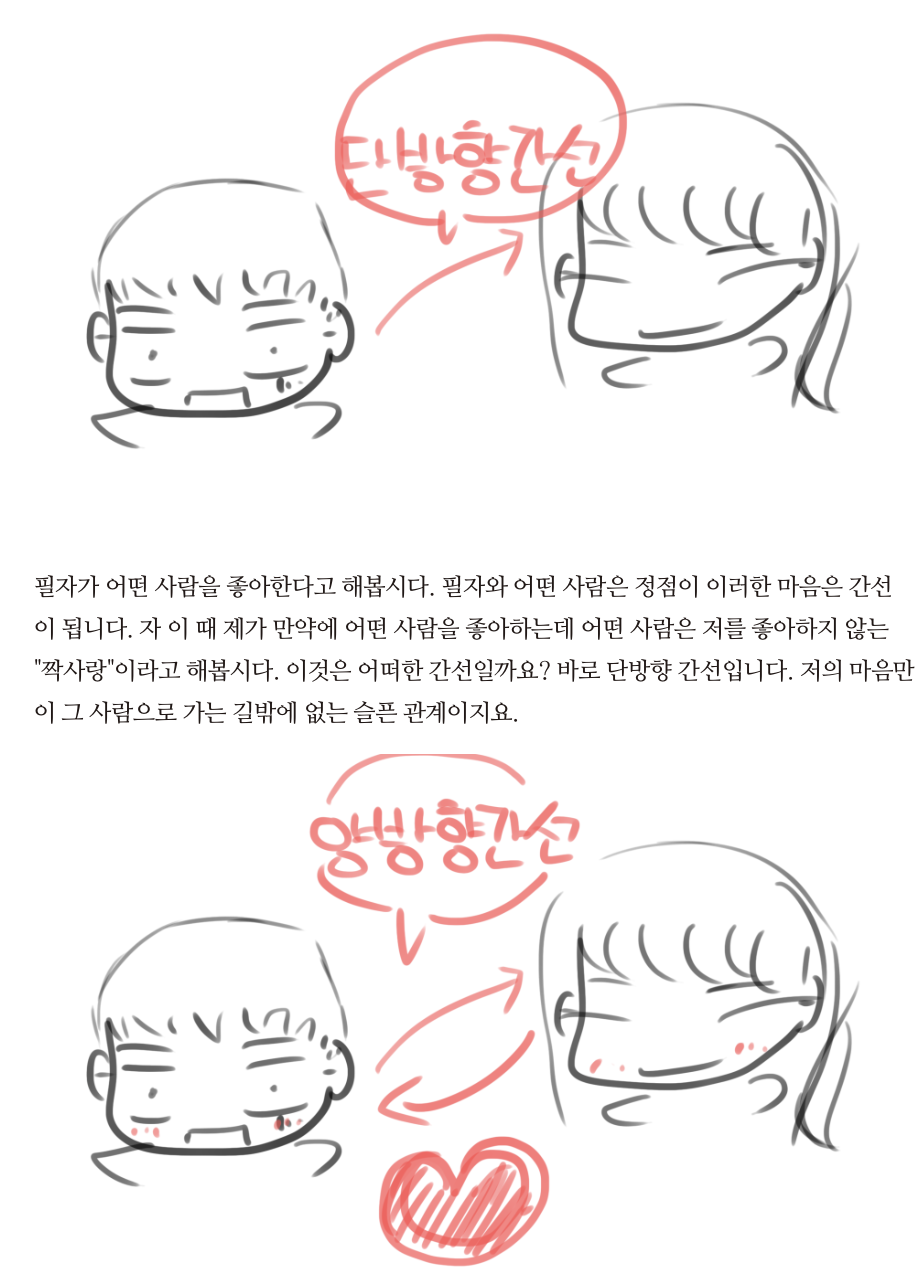 단방향간선
필자가 어떤 사람을 좋아한다고 해봅시다. 필자와 어떤 사람은 정점이 이러한 마음은 간선
이 됩니다. 자 이 때 제가 만약에 어떤 사람을 좋아하는데 어떤 사람은 저를 좋아하지 않는
"짝사랑"이라고 해봅시다. 이것은 어떠한 간선일까요? 바로 단방향 간선입니다. 저의 마음만
이 그 사람으로 가는 길밖에 없는 슬픈 관계이지요.
양방향간선